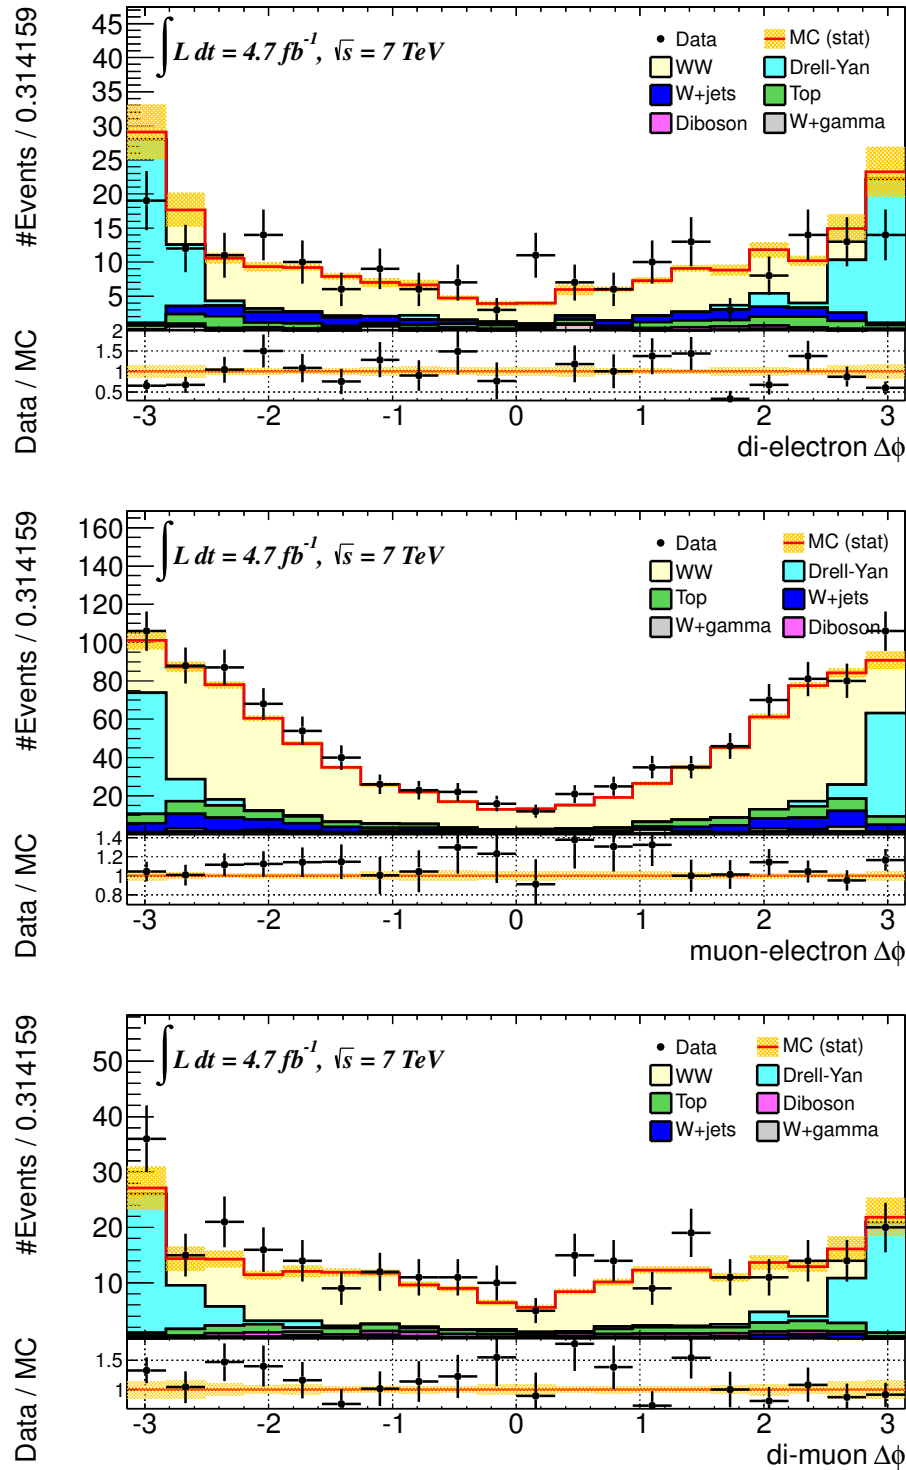 #Events / 0.314159
45
40
35
30
25
20
15
10
5
∫ L dt = 4.7 fb⁻¹, √s = 7 TeV
Data
MC (stat)
WW
Drell-Yan
W+jets
Top
Diboson
W+gamma
Data / MC
2
1.5
1
0.5
-3 -2 -1 0 1 2 3
di-electron Δϕ
#Events / 0.314159
160
140
120
100
80
60
40
20
∫ L dt = 4.7 fb⁻¹, √s = 7 TeV
Data
MC (stat)
WW
Drell-Yan
Top
W+jets
W+gamma
Diboson
Data / MC
1.4
1.2
1
0.8
-3 -2 -1 0 1 2 3
muon-electron Δϕ
#Events / 0.314159
50
40
30
20
10
∫ L dt = 4.7 fb⁻¹, √s = 7 TeV
Data
MC (stat)
WW
Drell-Yan
Top
Diboson
W+jets
W+gamma
Data / MC
1.5
1
-3 -2 -1 0 1 2 3
di-muon Δϕ